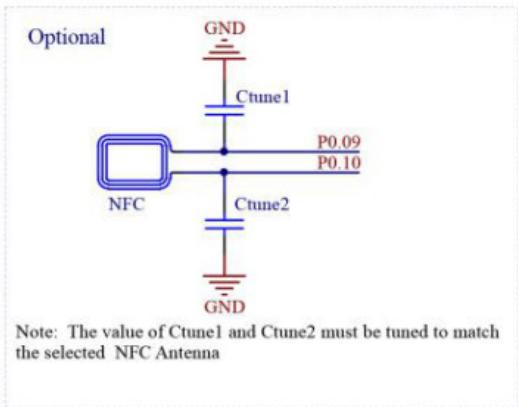 Optional
GND
Ctune1
P0.09
P0.10
NFC
Ctune2
GND
Note: The value of Ctune1 and Ctune2 must be tuned to match
the selected NFC Antenna